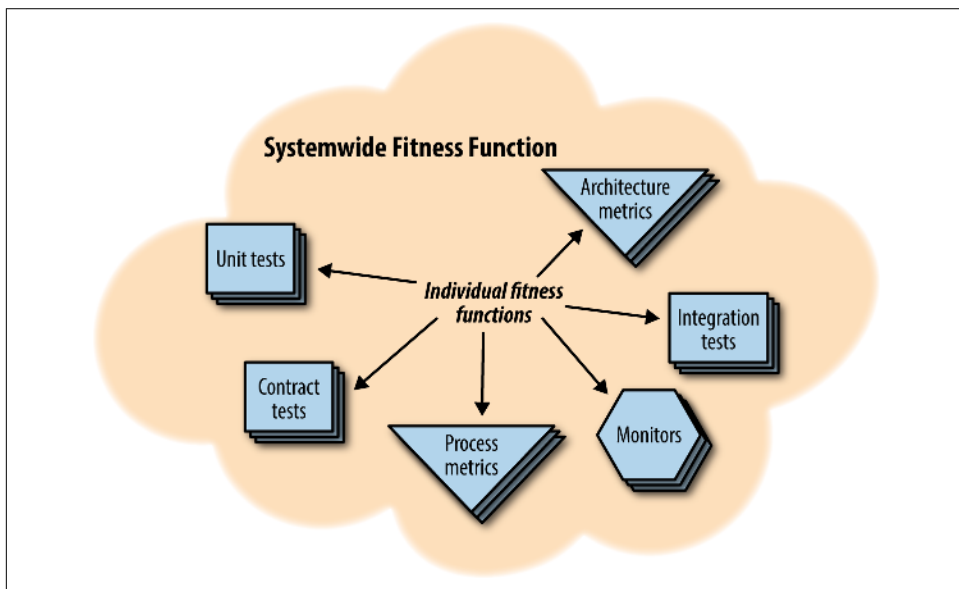 Systemwide Fitness Function
Architecture
metrics
Unit tests
Individual fitness
functions
Integration
tests
Contract
tests
Process
metrics
Monitors